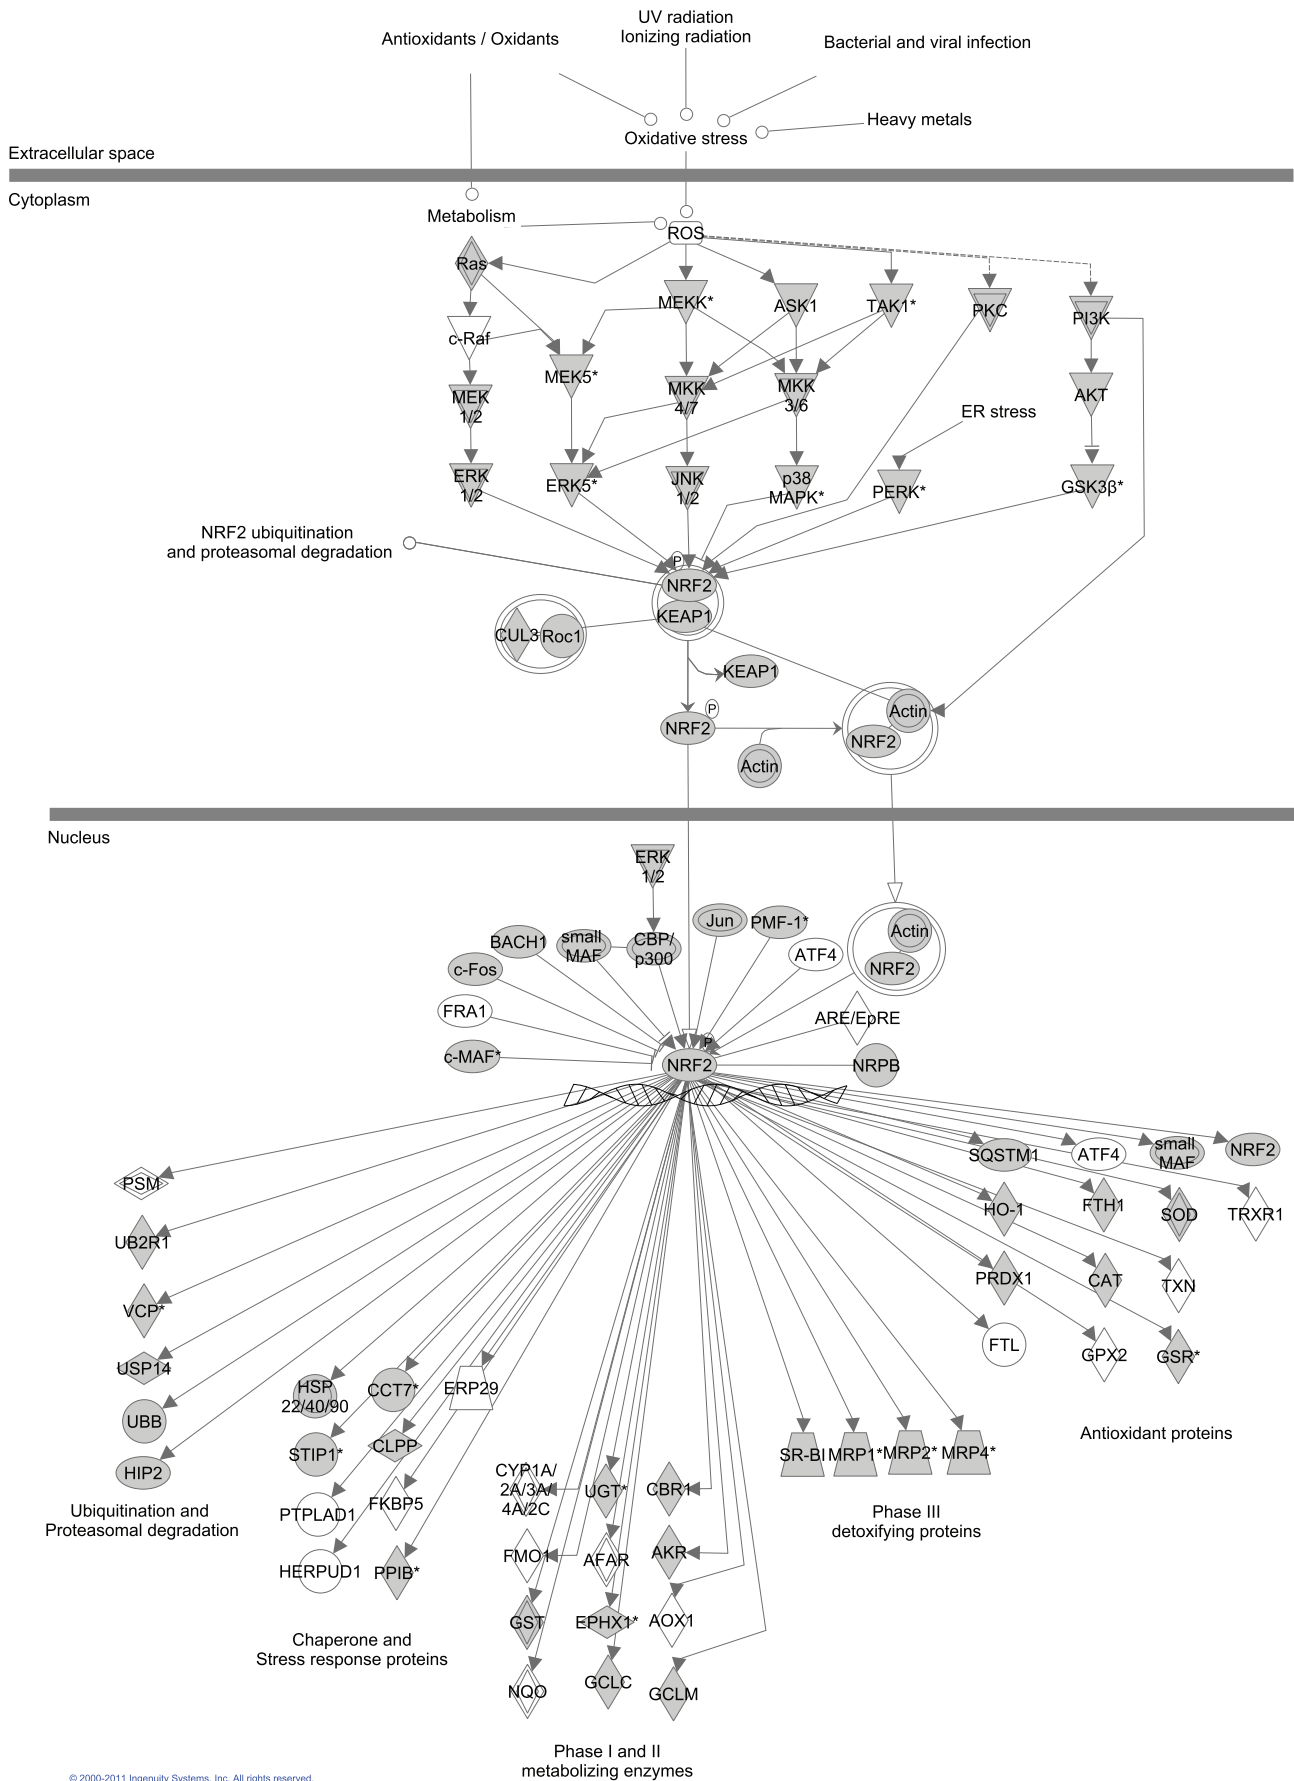 UV radiation
Ionizing radiation
Antioxidants / Oxidants
Bacterial and viral infection
Heavy metals
Oxidative stress
Extracellular space
Cytoplasm
Metabolism
ROS
Ras
MEKK*
ASK1
TAK1*
PKC
PI3K
c-Raf
MEK5*
MEK
1/2
MKK
4/7
MKK
3/6
AKT
ER stress
ERK
1/2
ERK5*
JNK
1/2
p38
MAPK*
PERK*
GSK3β*
NRF2 ubiquitination
and proteasomal degradation
P
NRF2
KEAP1
CUL3
Roc1
KEAP1
P
NRF2
Actin
NRF2
Actin
Nucleus
ERK
1/2
Jun
PMF-1*
BACH1
small
MAF
CBP/
p300
ATF4
Actin
NRF2
c-Fos
FRA1
ARE/EpRE
c-MAF*
P
NRF2
NRPB
SQSTM1
ATF4
small
MAF
NRF2
PSM
HO-1
FTH1
SOD
TRXR1
UB2R1
PRDX1
CAT
TXN
VCP*
FTL
GPX2
GSR*
USP14
HSP
22/40/90
CCT7*
ERP29
UBB
Antioxidant proteins
STIP1*
CLPP
SR-BI
MRP1*
MRP2*
MRP4*
HIP2
CYP1A/
2A/3A/
4A/2C
UGT*
CBR1
Ubiquitination and
Proteasomal degradation
PTPLAD1
FKBP5
Phase III
detoxifying proteins
FMO1
AFAR
AKR
HERPUD1
PPIB*
GST
EPHX1*
AOX1
Chaperone and
Stress response proteins
NQO
GCLC
GCLM
Phase I and II
metabolizing enzymes
© 2000-2011 Ingenuity Systems, Inc. All rights reserved.